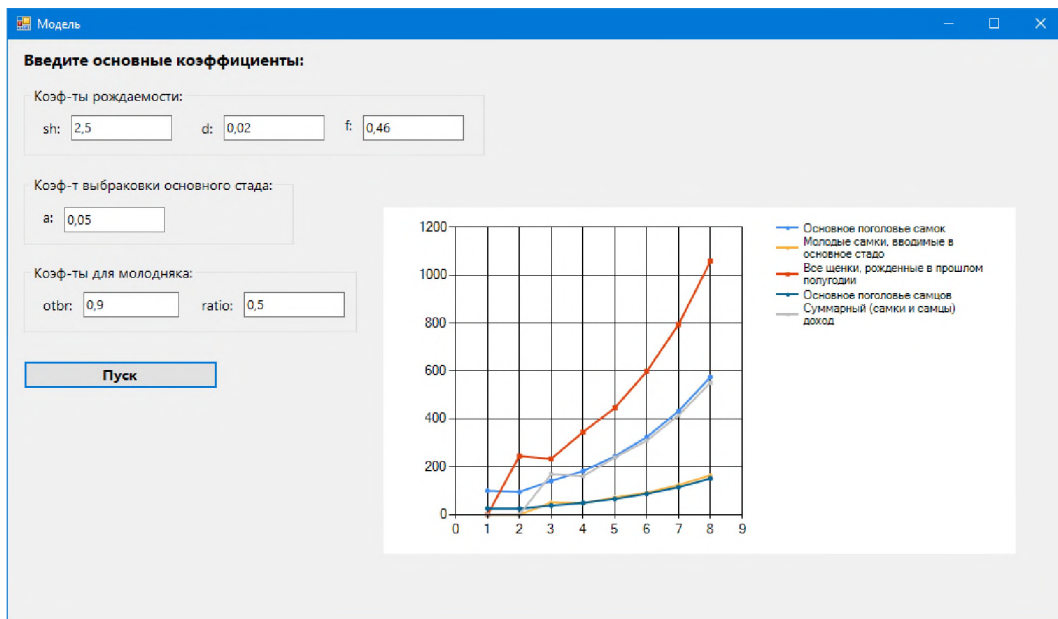 Модель
Введите основные коэффициенты:
Коэф-ты рождаемости:
sh: 2,5 d: 0,02 f: 0,46
Коэф-т выбраковки основного стада:
a: 0,05
Коэф-ты для молодняка:
otbr: 0,9 ratio: 0,5
Пуск
1200
1000
800
600
400
200
0
0 1 2 3 4 5 6 7 8 9
Основное поголовье самок
Молодые самки, вводимые в
основное стадо
Все щенки, рожденные в прошлом
полугодии
Основное поголовье самцов
Суммарный (самки и самцы)
доход